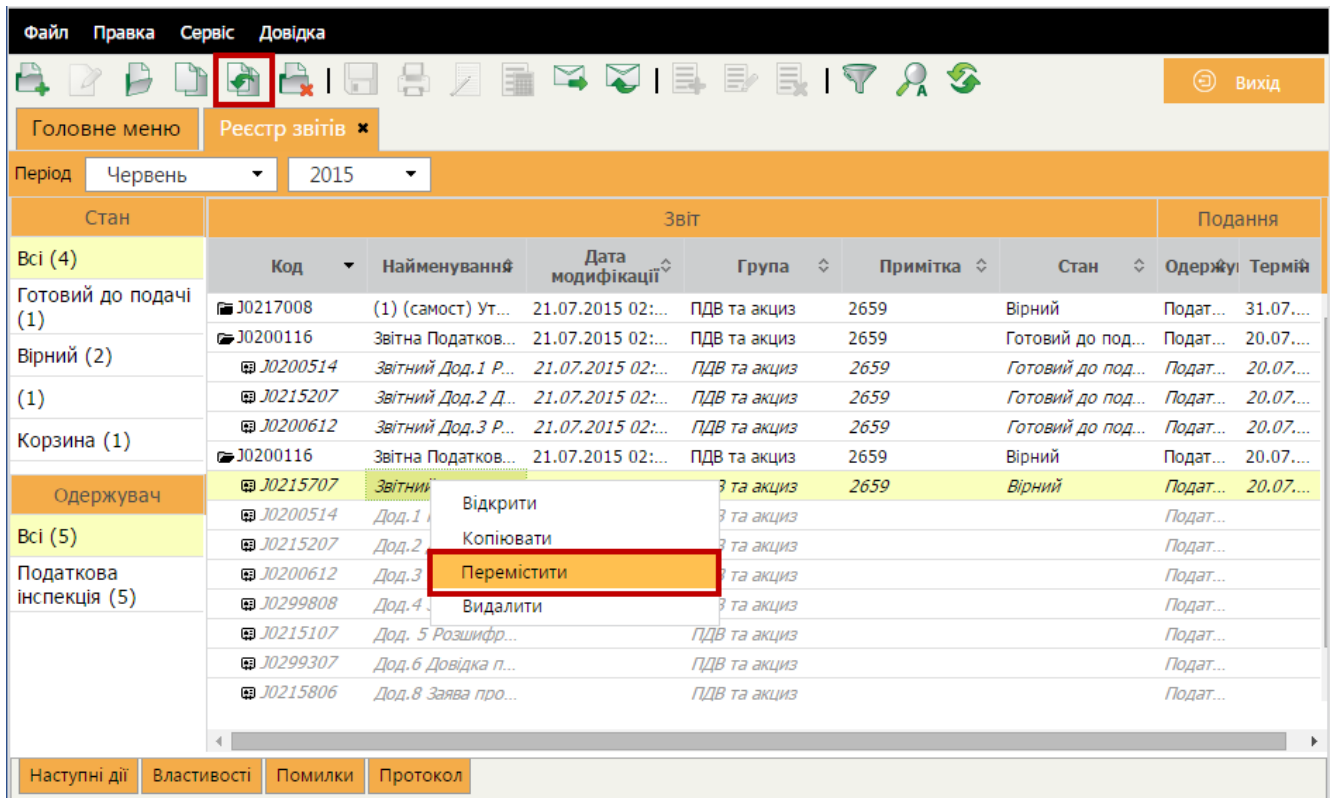 Файл Правка Сервіс Довідка
Вихід
Головне меню Реєстр звітів
Період Червень 2015
Стан Звіт Подання
Код Найменування Дата модифікації Група Примітка Стан Термін
Всі (4)
Готовий до подачі
(1)
Вірний (2)
(1)
Корзина (1)
Одержувач
Всі (5)
Податкова
інспекція (5)
J0217008 (1) (самост) Ут... 21.07.2015 02:... ПДВ та акциз 2659 Вірний Подат... 31.07....
J0200116 Звітна Податков... 21.07.2015 02:... ПДВ та акциз 2659 Готовий до под... Подат... 20.07....
J0200514 Звітний Дод.1 Р... 21.07.2015 02:... ПДВ та акциз 2659 Готовий до под... Подат... 20.07....
J0215207 Звітний Дод.2 Д... 21.07.2015 02:... ПДВ та акциз 2659 Готовий до под... Подат... 20.07....
J0200612 Звітний Дод.3 Р... 21.07.2015 02:... ПДВ та акциз 2659 Готовий до под... Подат... 20.07....
J0200116 Звітна Податков... 21.07.2015 02:... ПДВ та акциз 2659 Вірний Подат... 20.07....
J0215707 Звітний та акциз 2659 Вірний Подат... 20.07....
J0200514 Дод.1 та акциз Подат...
J0215207 Дод.2 та акциз Подат...
J0200612 Дод.3 та акциз Подат...
J0299808 Дод.4 та акциз Подат...
J0215107 Дод. 5 Розшифр... ПДВ та акциз Подат...
J0299307 Дод.6 Довідка п... ПДВ та акциз Подат...
J0215806 Дод.8 Заява про... ПДВ та акциз Подат...
Відкрити
Копіювати
Перемістити
Видалити
Наступні дії Властивості Помилки Протокол